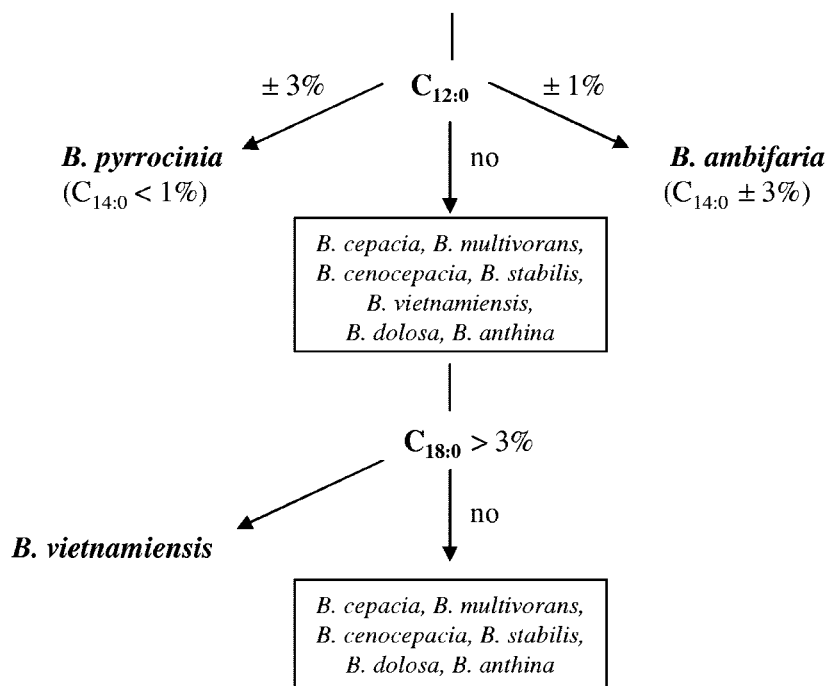 ± 3%
C12:0
± 1%
B. pyrrocinia
(C14:0 < 1%)
no
B. ambifaria
(C14:0 ± 3%)
B. cepacia, B. multivorans,
B. cenocepacia, B. stabilis,
B. vietnamiensis,
B. dolosa, B. anthina
C18:0 > 3%
no
B. vietnamiensis
B. cepacia, B. multivorans,
B. cenocepacia, B. stabilis,
B. dolosa, B. anthina